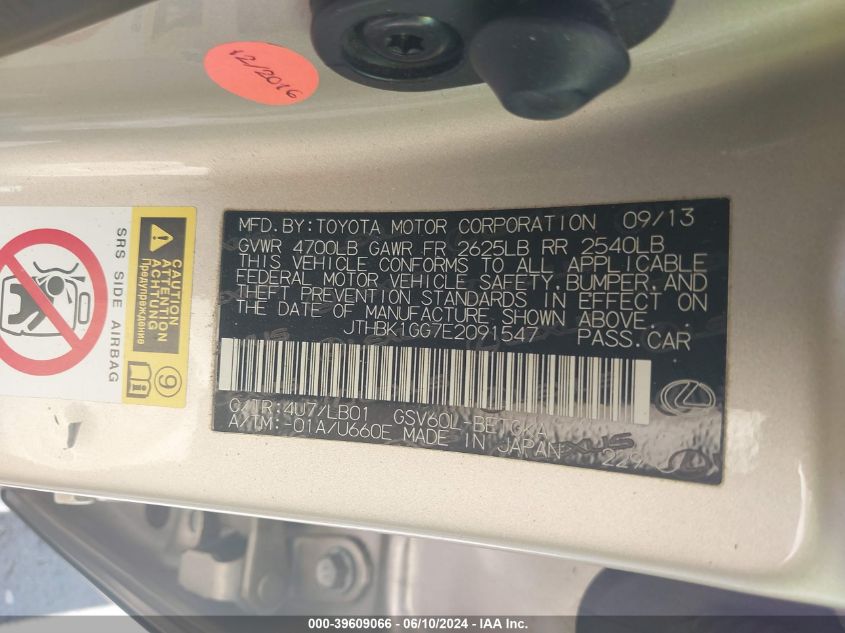 12/2016
MFD.BY:TOYOTA MOTOR CORPORATION 09/13
GVWR 4700LB GAWR FR 2625LB RR 2540LB
THIS VEHICLE CONFORMS TO ALL APPLICABLE
FEDERAL MOTOR VEHICLE SAFETY,BUMPER,AND
THEFT PREVENTION STANDARDS IN EFFECT ON
THE DATE OF MANUFACTURE SHOWN ABOVE.
JTHBK1GG7E2091547 PASS.CAR
C/TR:4U7/LB01 GSV60L-BETGKA
A/TM:-01A/U660E MADE IN JAPAN 229
CAUTION
ATTENTION
Предупреждение
SRS SIDE AIRBAG
9
000-39609066 - 06/10/2024 - IAA Inc.